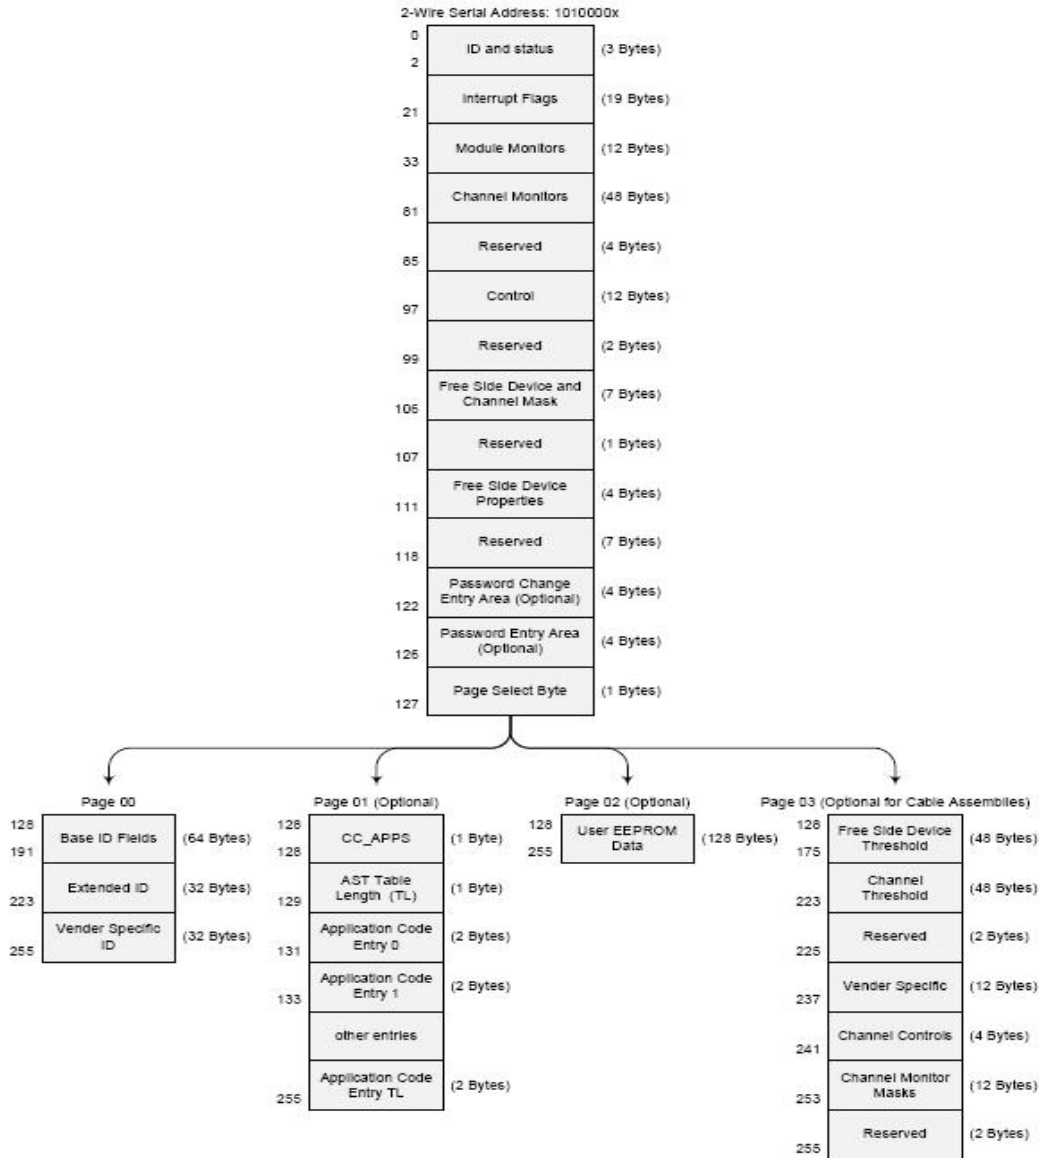 2-Wire Serial Address: 1010000x
0
ID and status
(3 Bytes)
2
Interrupt Flags
(19 Bytes)
21
Module Monitors
(12 Bytes)
33
Channel Monitors
(48 Bytes)
81
Reserved
(4 Bytes)
85
Control
(12 Bytes)
97
Reserved
(2 Bytes)
99
Free Side Device and
Channel Mask
(7 Bytes)
106
Reserved
(1 Bytes)
107
Free Side Device
Properties
(4 Bytes)
111
Reserved
(7 Bytes)
118
Password Change
Entry Area (Optional)
(4 Bytes)
122
Password Entry Area
(Optional)
(4 Bytes)
126
Page Select Byte
(1 Bytes)
127
Page 00
128
Base ID Fields
(64 Bytes)
191
Extended ID
(32 Bytes)
223
Vender Specific
ID
(32 Bytes)
255
Page 01 (Optional)
128
CC_APPS
(1 Byte)
128
AST Table
Length (TL)
(1 Byte)
129
Application Code
Entry 0
(2 Bytes)
131
Application Code
Entry 1
(2 Bytes)
133
other entries
Application Code
Entry TL
(2 Bytes)
255
Page 02 (Optional)
128
User EEPROM
Data
(128 Bytes)
255
Page 03 (Optional for Cable Assemblies)
128
Free Side Device
Threshold
(48 Bytes)
175
Channel
Threshold
(48 Bytes)
223
Reserved
(2 Bytes)
225
Vender Specific
(12 Bytes)
237
Channel Controls
(4 Bytes)
241
Channel Monitor
Masks
(12 Bytes)
253
Reserved
(2 Bytes)
255